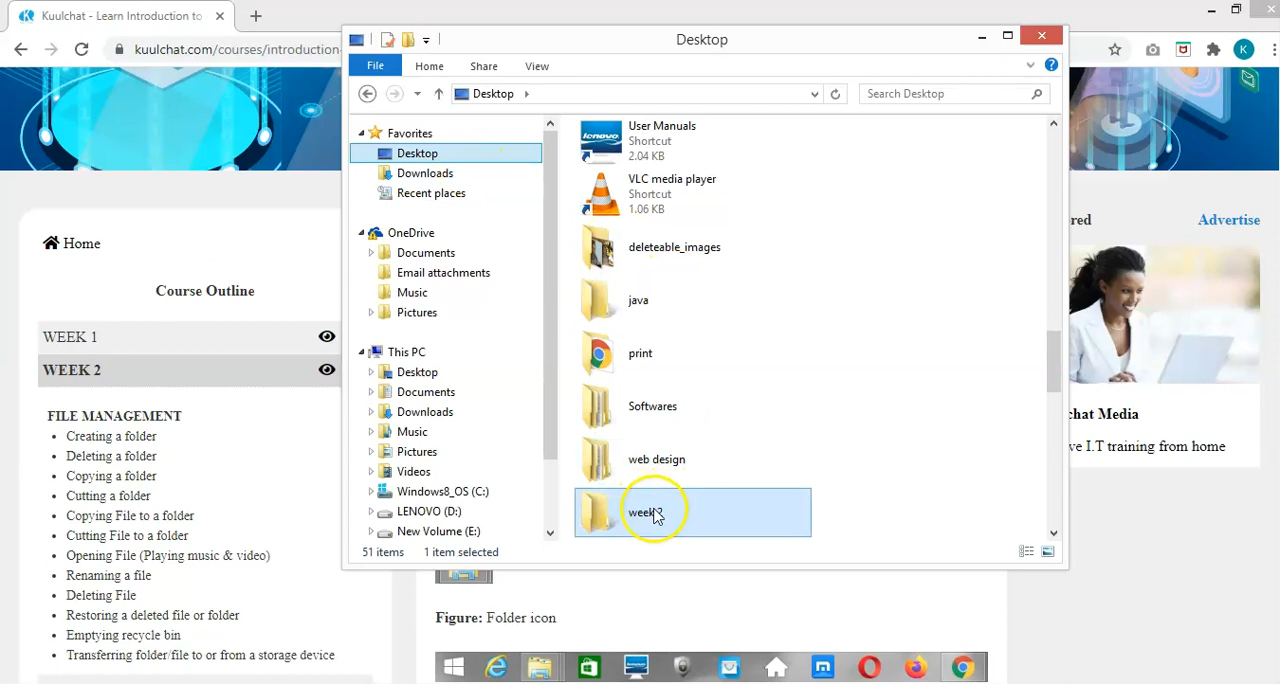 Kuulchat - Learn Introduction to
kuulchat.com/courses/introduction-
K
Desktop
File
Home
Share
View
Desktop
Search Desktop
Favorites
Desktop
Downloads
Recent places
OneDrive
Documents
Email attachments
Music
Pictures
This PC
Desktop
Documents
Downloads
Music
Pictures
Videos
Windows8_OS (C:)
LENOVO (D:)
New Volume (E:)
lenovo
User Manuals
Shortcut
2.04 KB
VLC media player
Shortcut
1.06 KB
deleteable_images
java
print
Softwares
web design
51 items
1 item selected
Home
Course Outline
WEEK 1
WEEK 2
FILE MANAGEMENT
• Creating a folder
• Deleting a folder
• Copying a folder
• Cutting a folder
• Copying File to a folder
• Cutting File to a folder
• Opening File (Playing music & video)
• Renaming a file
• Deleting File
• Restoring a deleted file or folder
• Emptying recycle bin
• Transferring folder/file to or from a storage device
Figure: Folder icon
red
Advertise
chat Media
ve I.T training from home